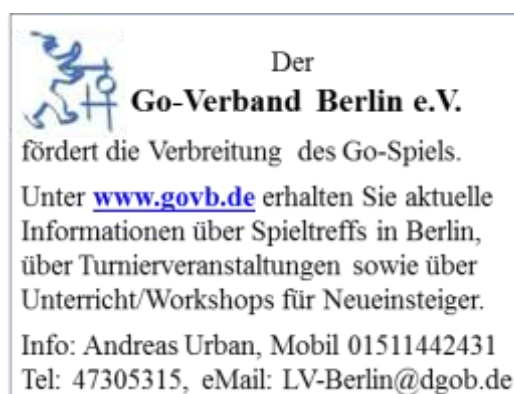 Der
Go-Verband Berlin e.V.
fördert die Verbreitung des Go-Spiels.
Unter www.govb.de erhalten Sie aktuelle
Informationen über Spieltreffs in Berlin,
über Turnierveranstaltungen sowie über
Unterricht/Workshops für Neueinsteiger.
Info: Andreas Urban, Mobil 01511442431
Tel: 47305315, eMail: LV-Berlin@dgob.de